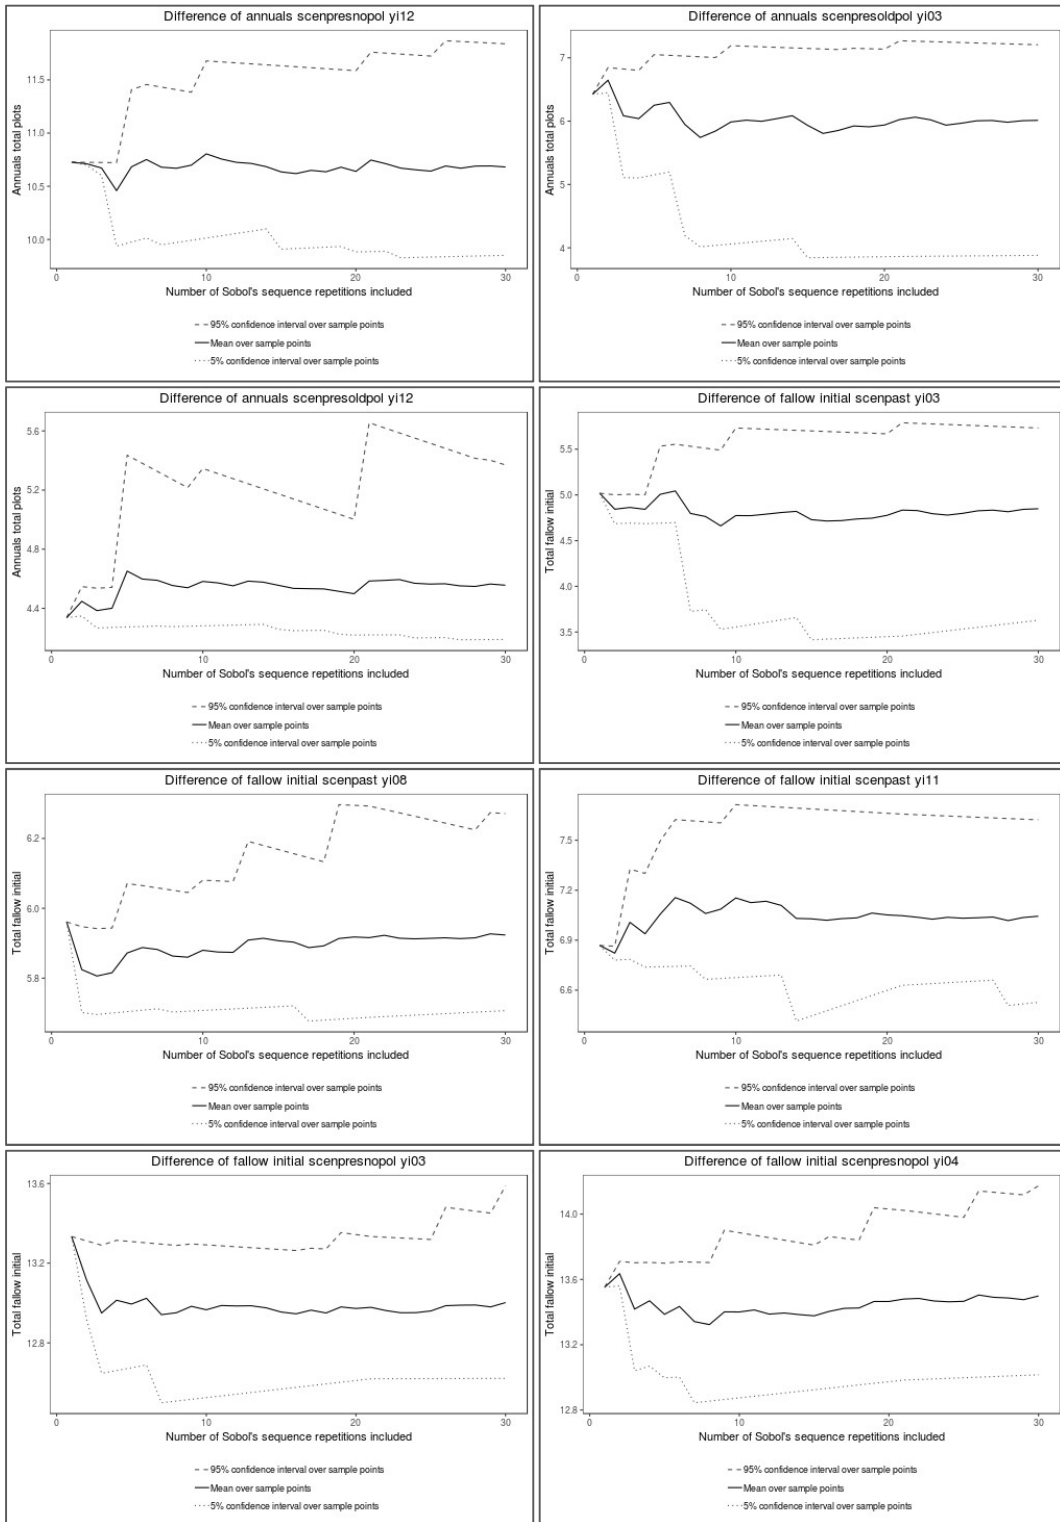 Difference of annuals scenpresnopol yi12
Annuals total plots
11.5
11.0
10.5
10.0
0 10 20 30
Number of Sobol's sequence repetitions included
95% confidence interval over sample points
Mean over sample points
5% confidence interval over sample points
Difference of annuals scenpresoldpol yi03
Annuals total plots
7
6
5
4
0 10 20 30
Number of Sobol's sequence repetitions included
95% confidence interval over sample points
Mean over sample points
5% confidence interval over sample points
Difference of annuals scenpresoldpol yi12
Annuals total plots
5.6
5.2
4.8
4.4
0 10 20 30
Number of Sobol's sequence repetitions included
95% confidence interval over sample points
Mean over sample points
5% confidence interval over sample points
Difference of fallow initial scenpast yi03
Total fallow initial
5.5
5.0
4.5
4.0
3.5
0 10 20 30
Number of Sobol's sequence repetitions included
95% confidence interval over sample points
Mean over sample points
5% confidence interval over sample points
Difference of fallow initial scenpast yi08
Total fallow initial
6.2
6.0
5.8
0 10 20 30
Number of Sobol's sequence repetitions included
95% confidence interval over sample points
Mean over sample points
5% confidence interval over sample points
Difference of fallow initial scenpast yi11
Total fallow initial
7.5
7.2
6.9
6.6
0 10 20 30
Number of Sobol's sequence repetitions included
95% confidence interval over sample points
Mean over sample points
5% confidence interval over sample points
Difference of fallow initial scenpresnopol yi03
Total fallow initial
13.6
13.2
12.8
0 10 20 30
Number of Sobol's sequence repetitions included
95% confidence interval over sample points
Mean over sample points
5% confidence interval over sample points
Difference of fallow initial scenpresnopol yi04
Total fallow initial
14.0
13.6
13.2
12.8
0 10 20 30
Number of Sobol's sequence repetitions included
95% confidence interval over sample points
Mean over sample points
5% confidence interval over sample points